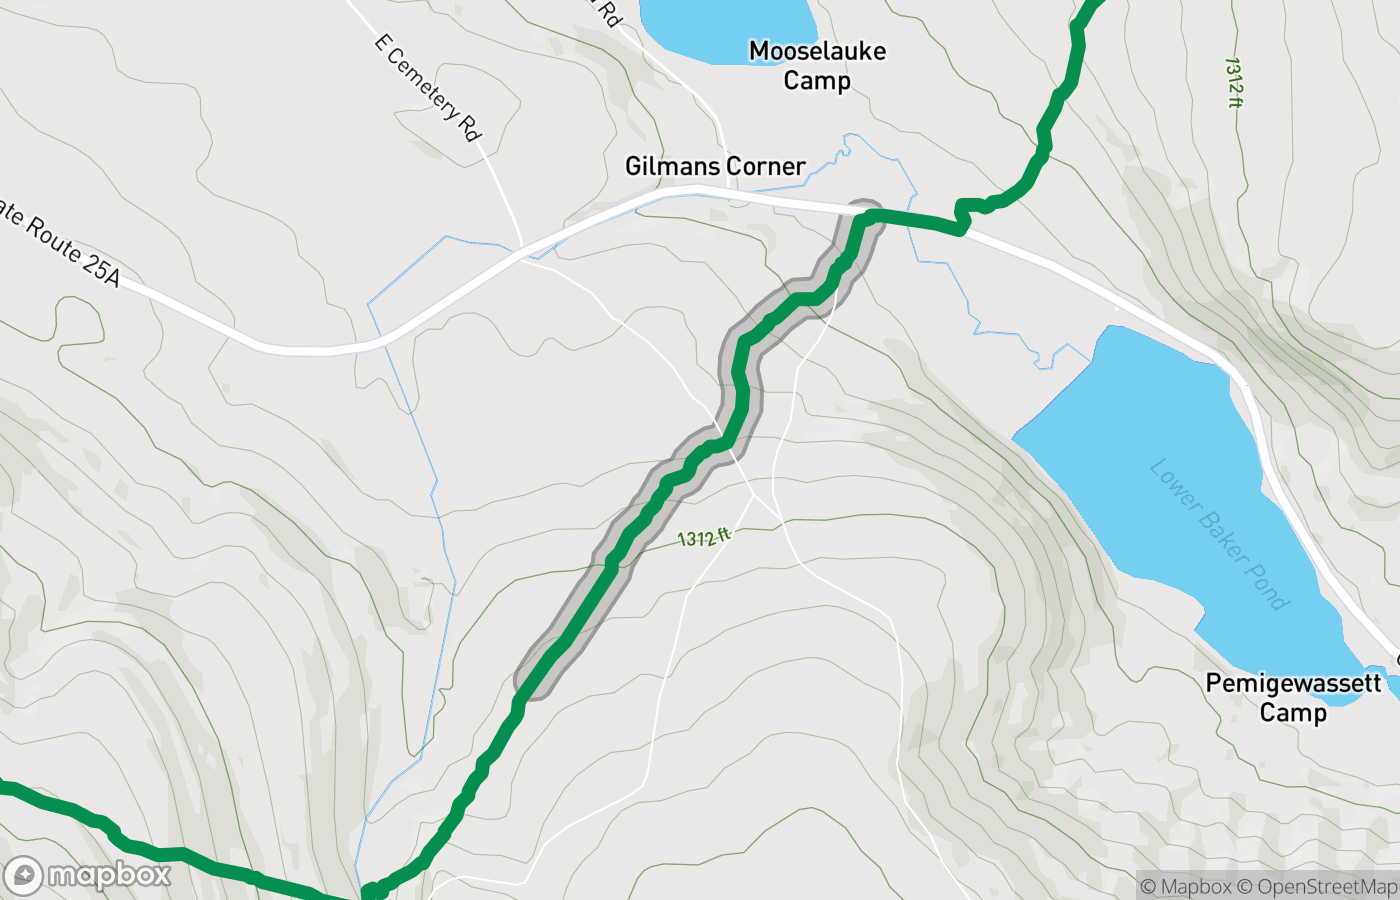 Rd
Mooselauke
Camp
E Cemetery Rd
1312 ft
Gilmans Corner
ate Route 25A
Lower Baker Pond
1312 ft
Pemigewassett
Camp
mapbox
© Mapbox © OpenStreetMap